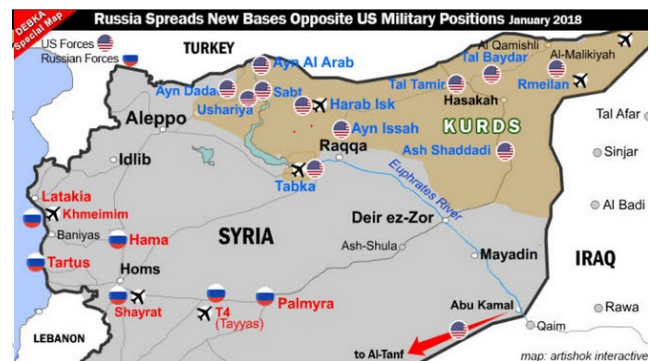 DEBKA
Special Map
Russia Spreads New Bases Opposite US Military Positions January 2018
US Forces
Russian Forces
TURKEY
Al Qamishli
Ayn Al Arab
Tal Baydar
Al-Malikiyah
Ayn Dada
Sabt
Tal Tamir
Rmeilan
Ushariya
Harab Isk
Hasakah
Tal Afar
Aleppo
Ayn Issah
KURDS
Idlib
Raqqa
Ash Shaddadi
Sinjar
Tabka
Euphrates River
Latakia
Khmeimim
Al Badi
Baniyas
Hama
SYRIA
Deir ez-Zor
Ash-Shula
Tartus
Mayadin
IRAQ
Homs
Shayrat
T4
(Tayyas)
Palmyra
Abu Kamal
Rawa
Qaim
LEBANON
to Al-Tanf
map: artishok interactive